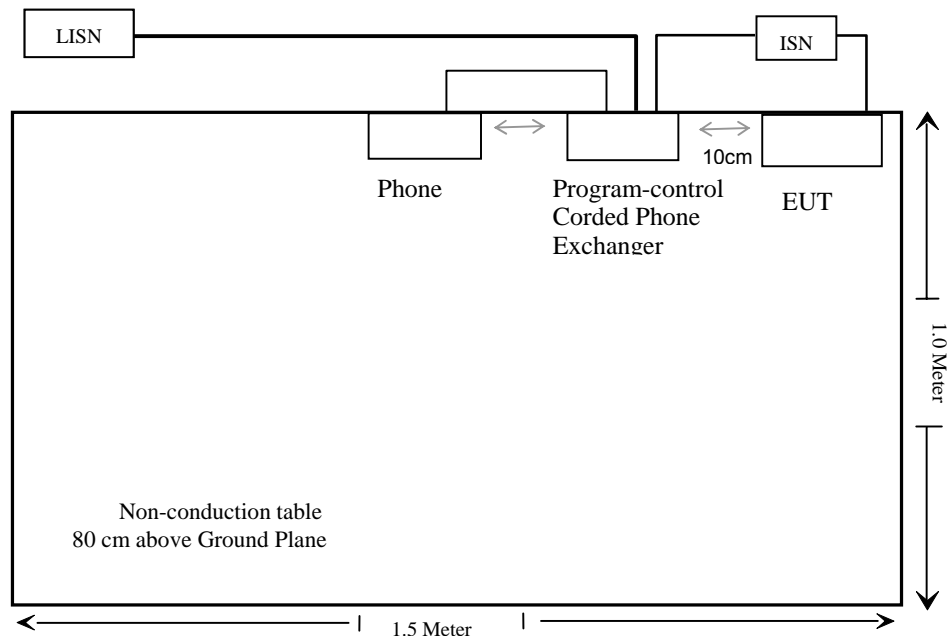 LISN
ISN
10cm
Phone
Program-control
Corded Phone
Exchanger
EUT
1.0 Meter
Non-conduction table
80 cm above Ground Plane
1.5 Meter